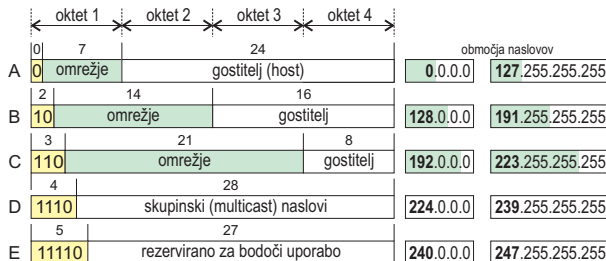 oktet 1 oktet 2 oktet 3 oktet 4
0 7 24 območja naslovov
A 0 omrežje gostitelj (host) 0.0.0.0 127.255.255.255
2 14 16
B 10 omrežje gostitelj 128.0.0.0 191.255.255.255
3 21 8
C 110 omrežje gostitelj 192.0.0.0 223.255.255.255
4 28
D 1110 skupinski (multicast) naslovi 224.0.0.0 239.255.255.255
5 27
E 11110 rezervirano za bodoči uporabo 240.0.0.0 247.255.255.255